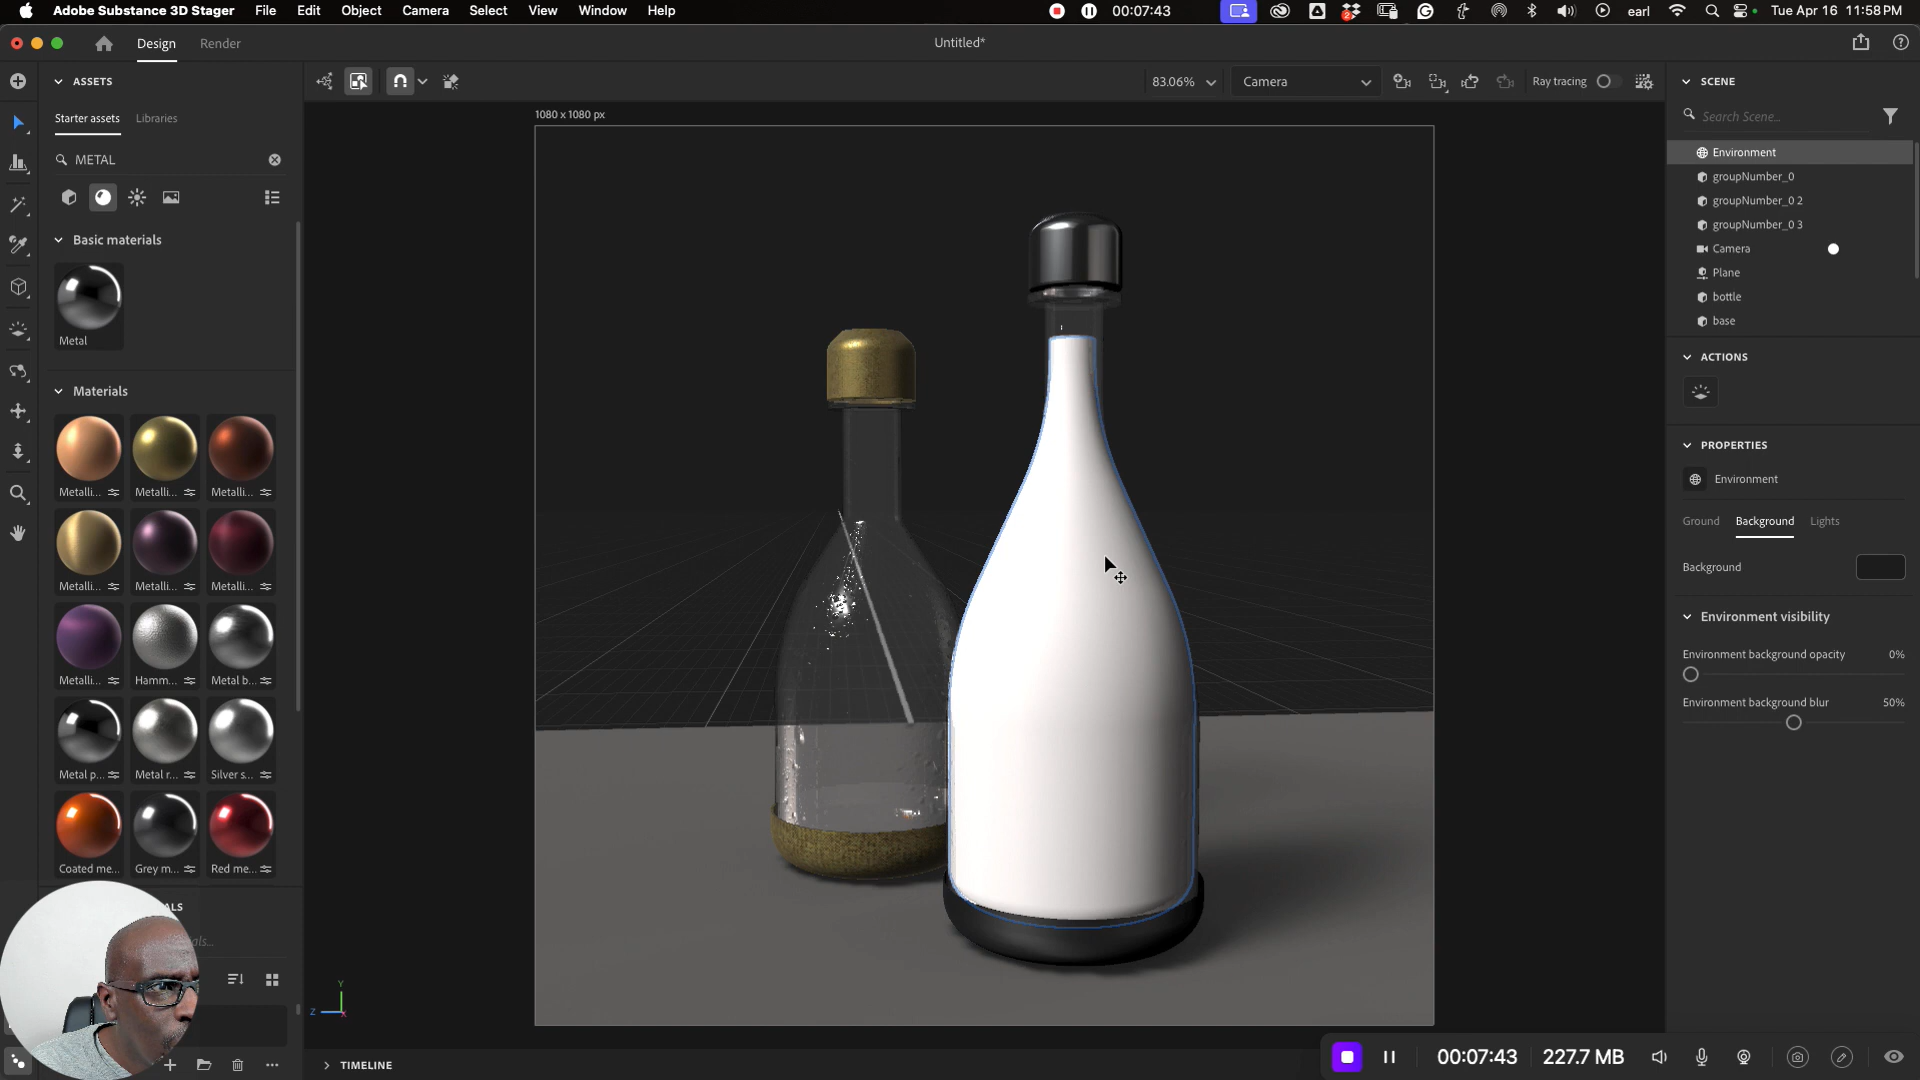 Adobe Substance 3D Stager File Edit Object Camera Select View Window Help 00:07:43 earl Tue Apr 16 11:58 PM
Design Render Untitled*
ASSETS
Starter assets Libraries
METAL
Basic materials
Metal
Materials
Metalli... Metalli... Metalli...
Metalli... Metalli... Metalli...
Metalli... Hamm... Metal b...
Metal p... Metal r... Silver s...
Coated me... Grey m... Red me...
83.06% Camera Ray tracing
1080 x 1080 px
Y
Z
TIMELINE
SCENE
Search Scene...
Environment
groupNumber_0
groupNumber_0 2
groupNumber_0 3
Camera
Plane
bottle
base
ACTIONS
PROPERTIES
Environment
Ground Background Lights
Background
Environment visibility
Environment background opacity 0%
Environment background blur 50%
00:07:43 227.7 MB